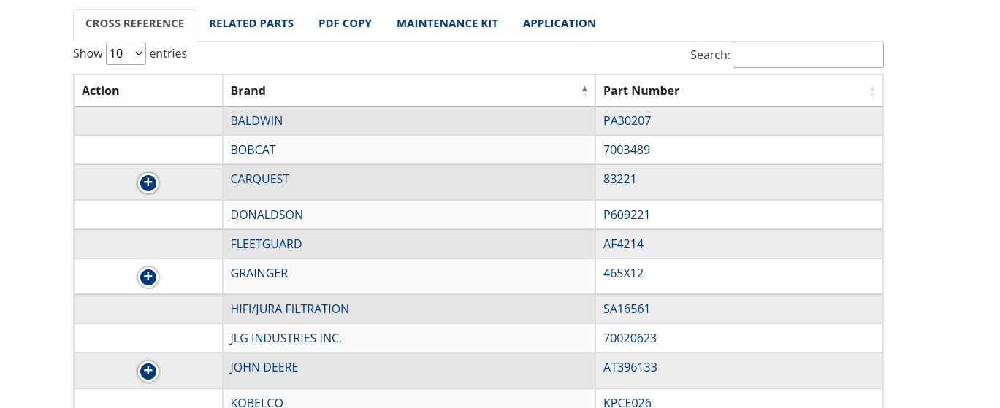 CROSS REFERENCE RELATED PARTS PDF COPY MAINTENANCE KIT APPLICATION
Show 10 entries Search:
Action Brand Part Number
BALDWIN PA30207
BOBCAT 7003489
CARQUEST 83221
DONALDSON P609221
FLEETGUARD AF4214
GRAINGER 465X12
HIFI/JURA FILTRATION SA16561
JLG INDUSTRIES INC. 70020623
JOHN DEERE AT396133
KOBELCO KPCE026